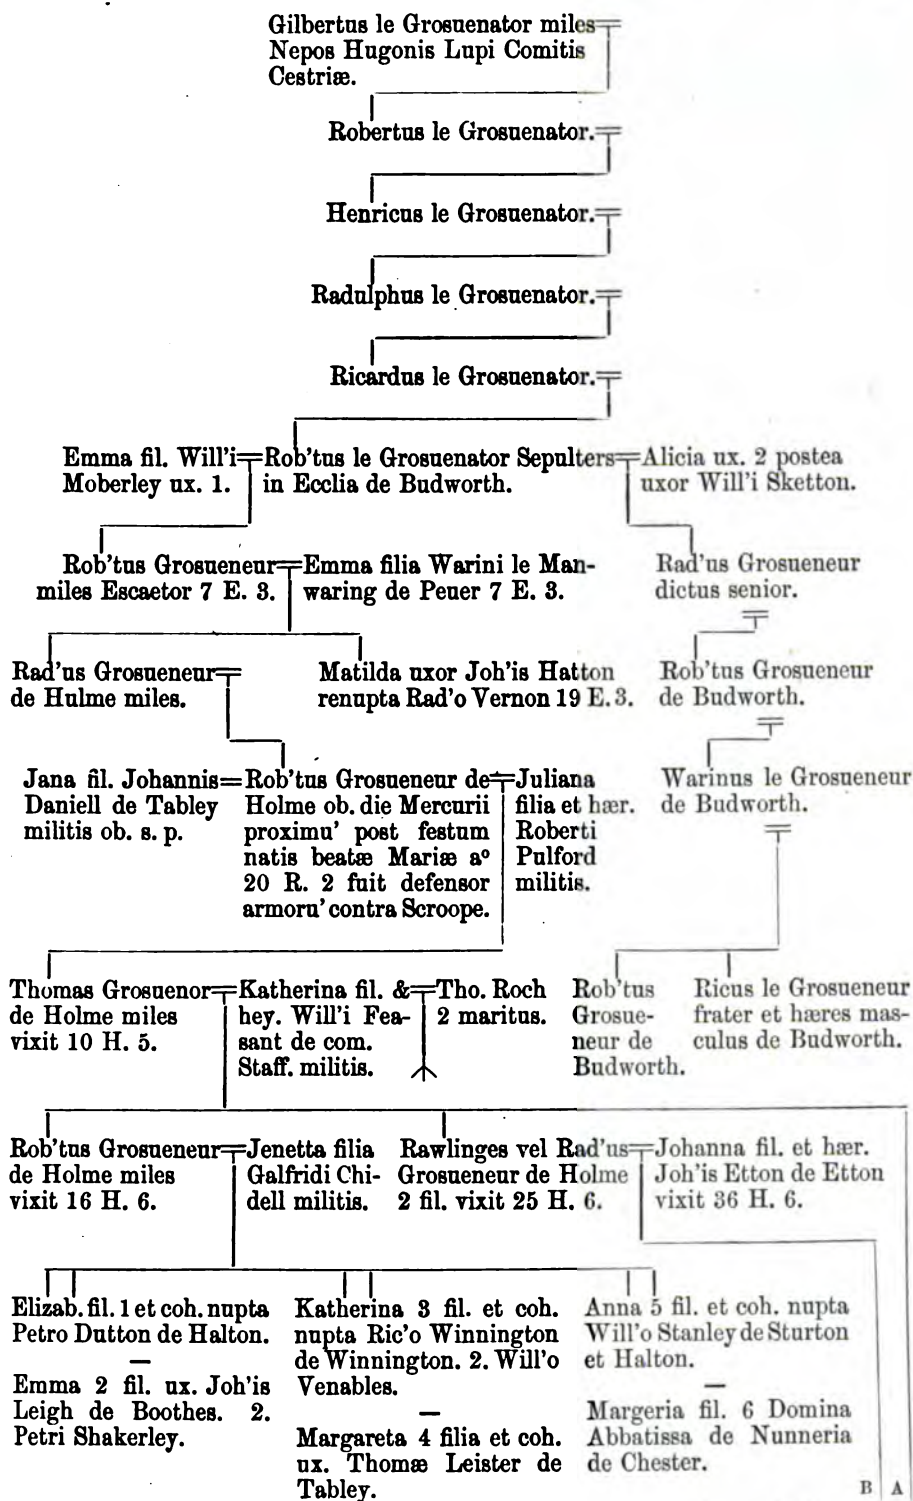 Gilbertus le Grosuenator miles
Nepos Hugonis Lupi Comitis
Cestriæ.
Robertus le Grosuenator.
Henricus le Grosuenator.
Radulphus le Grosuenator.
Ricardus le Grosuenator.
Emma fil. Will'i
Moberley ux. 1.
Rob'tus le Grosuenator Sepulters
in Ecclia de Budworth.
Alicia ux. 2 postea
uxor Will'i Sketton.
Rob'tus Grosueneur
miles Escaetor 7 E. 3.
Emma filia Warini le Man-
waring de Peuer 7 E. 3.
Rad'us Grosueneur
dictus senior.
Rad'us Grosueneur
de Hulme miles.
Matilda uxor Joh'is Hatton
renupta Rad'o Vernon 19 E. 3.
Rob'tus Grosueneur
de Budworth.
Jana fil. Johannis
Daniell de Tabley
militis ob. s. p.
Rob'tus Grosueneur de
Holme ob. die Mercurii
proximu' post festum
natis beatæ Mariæ aº
20 R. 2 fuit defensor
armoru' contra Scroope.
Juliana
filia et hær.
Roberti
Pulford
militis.
Warinus le Grosueneur
de Budworth.
Thomas Grosuenor
de Holme miles
vixit 10 H. 5.
Katherina fil. &
hey. Will'i Fea-
sant de com.
Staff. militis.
Tho. Roch
2 maritus.
Rob'tus
Grosue-
neur de
Budworth.
Ricus le Grosueneur
frater et hæres mas-
culus de Budworth.
Rob'tus Grosueneur
de Holme miles
vixit 16 H. 6.
Jenetta filia
Galfridi Chi-
dell militis.
Rawlinges vel Rad'us
Grosueneur de Holme
2 fil. vixit 25 H. 6.
Johanna fil. et hær.
Joh'is Etton de Etton
vixit 36 H. 6.
Elizab. fil. 1 et coh. nupta
Petro Dutton de Halton.
Emma 2 fil. ux. Joh'is
Leigh de Boothes. 2.
Petri Shakerley.
Katherina 3 fil. et coh.
nupta Ric'o Winnington
de Winnington. 2. Will'o
Venables.
Margareta 4 filia et coh.
ux. Thomæ Leister de
Tabley.
Anna 5 fil. et coh. nupta
Will'o Stanley de Sturton
et Halton.
Margeria fil. 6 Domina
Abbatissa de Nunneria
de Chester.
B A